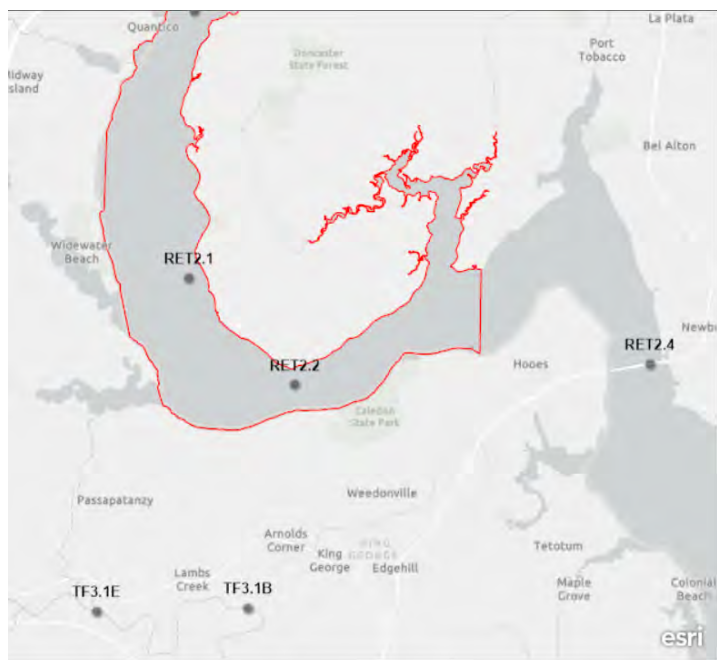 La Plata
Quantico
Doncaster
State Forest
Port
Tobacco
Midway
Island
Bel Alton
Widewater
Beach
RET2.1
RET2.2
Hooes
RET2.4
Caledon
State Park
Weedonville
Passapatanzy
Arnolds
Corner
KING
GEORGE
King
George
Edgehill
Tetotum
Lambs
Creek
TF3.1E
TF3.1B
Maple
Grove
Colonial
Beach
esri